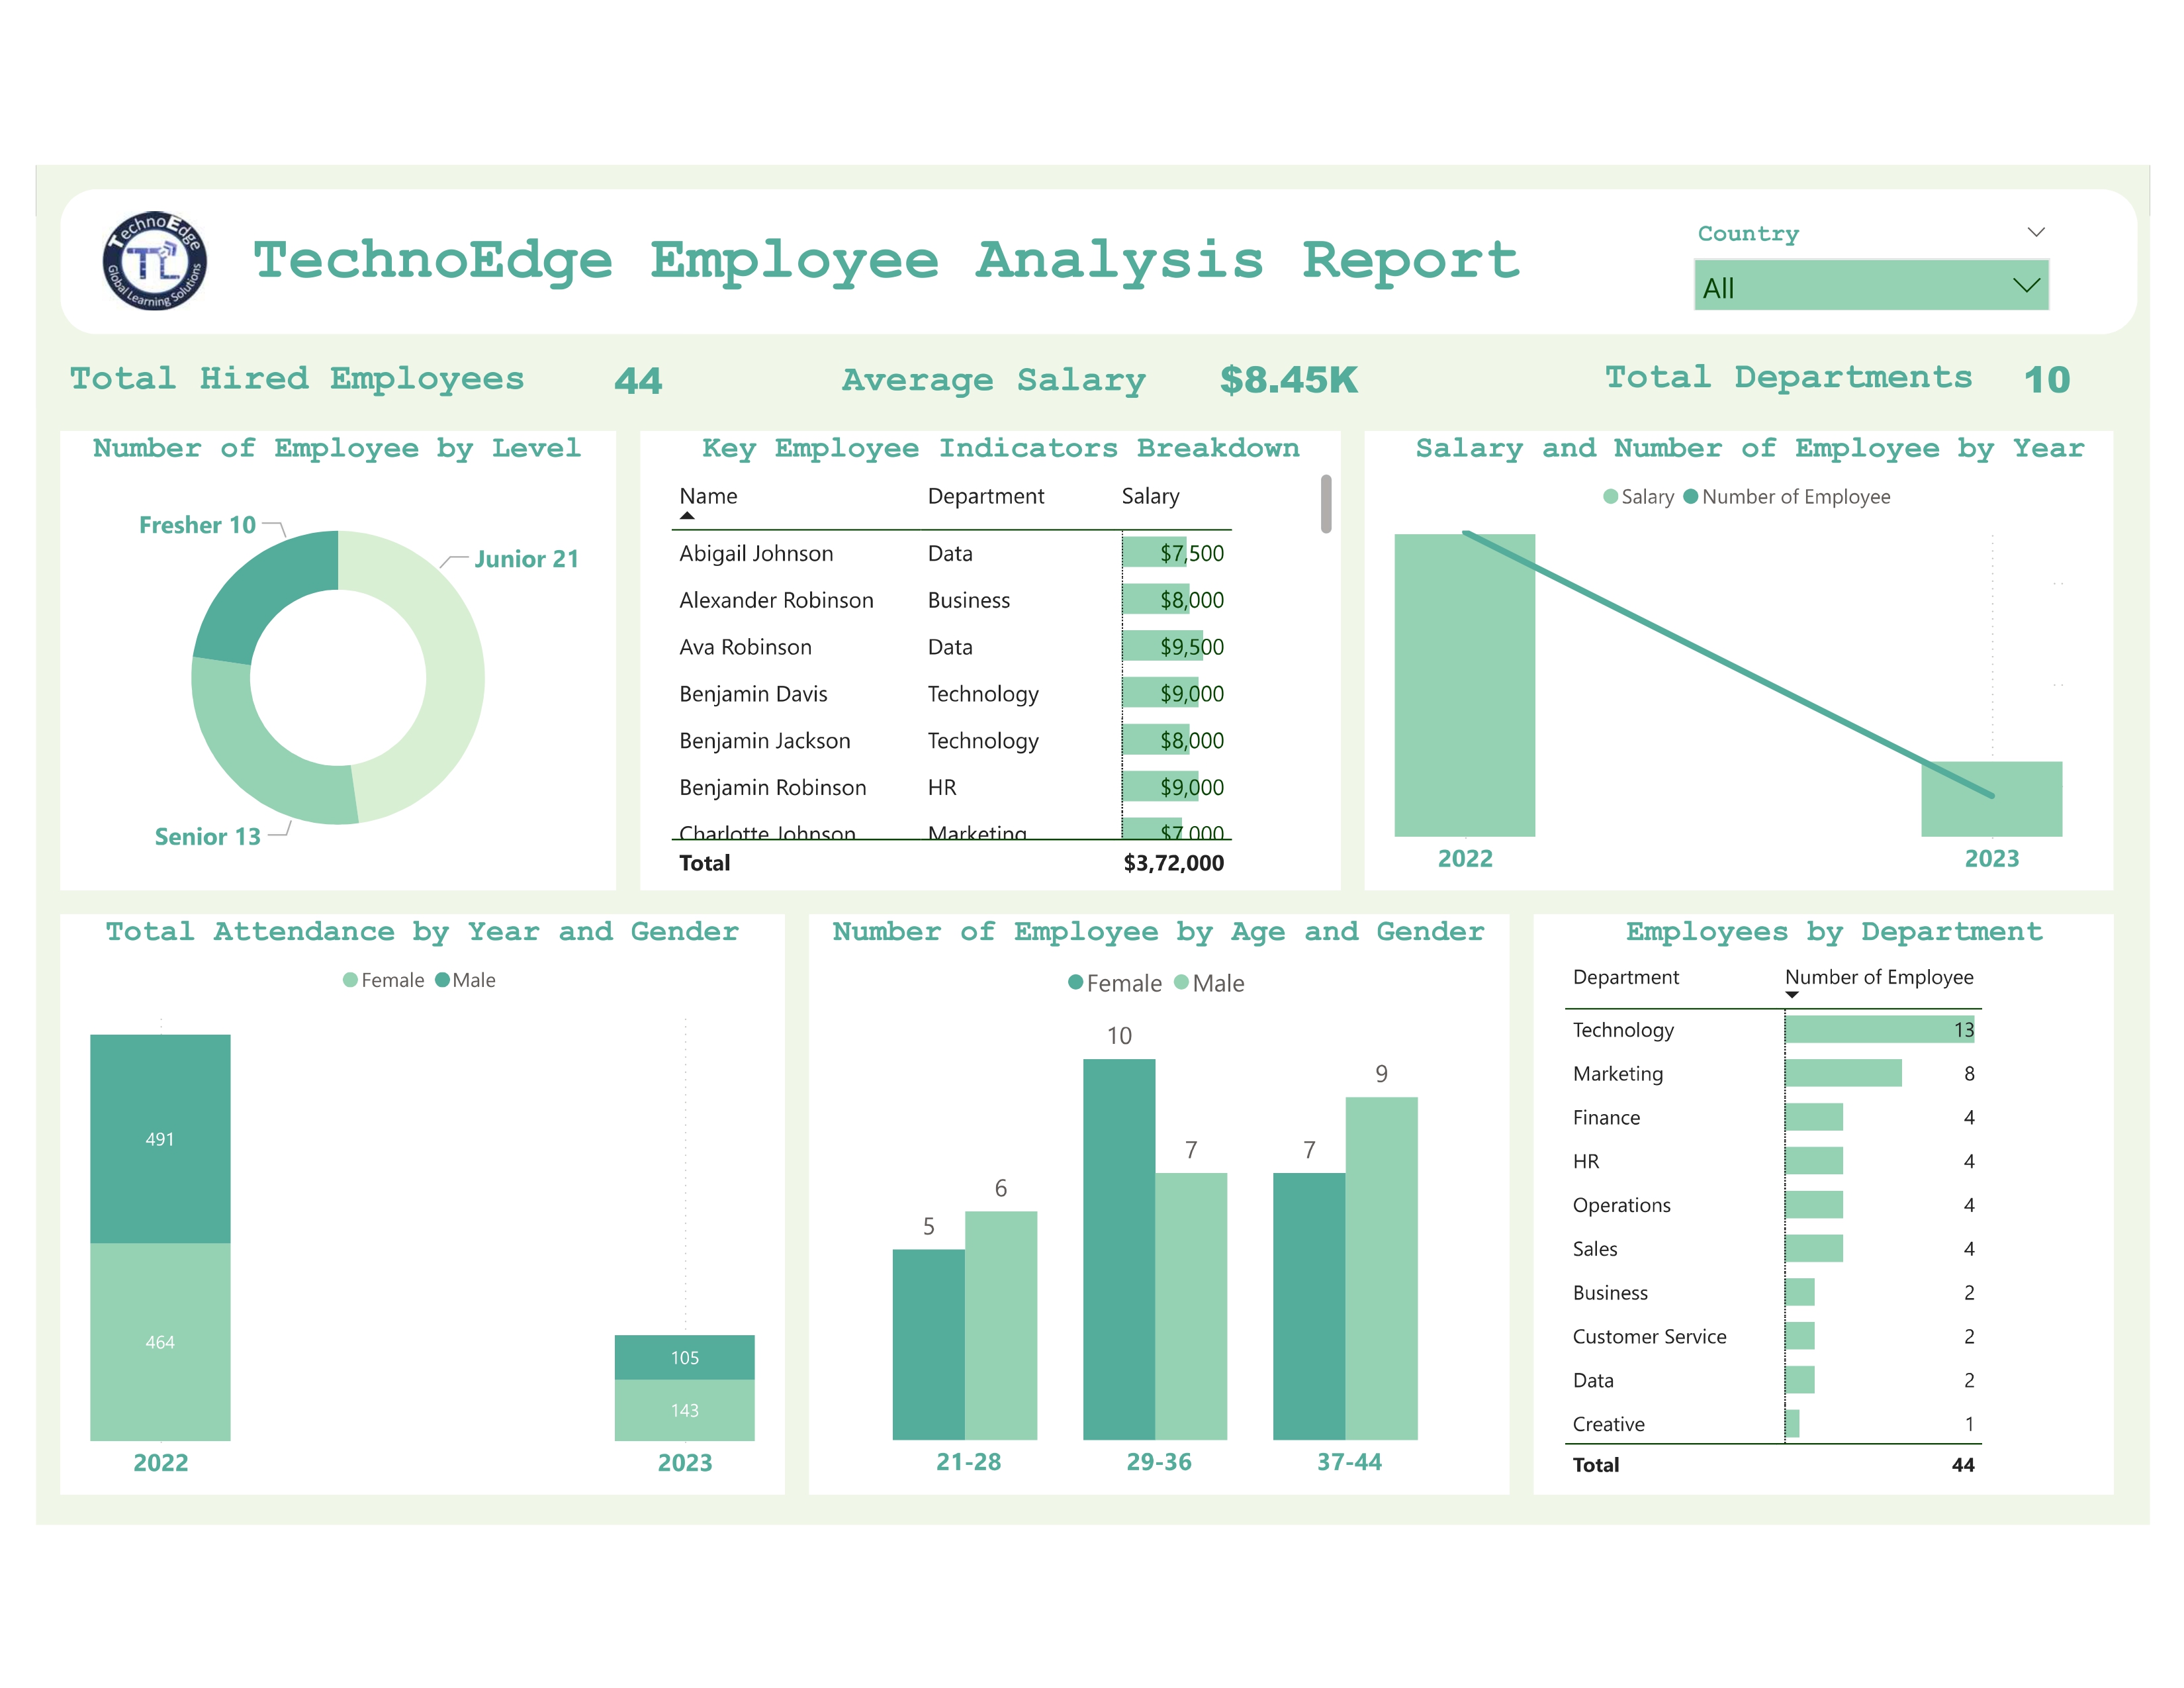 TechnoEdge
Global Learning Solutions
TL
TechnoEdge Employee Analysis Report
Country
All
Total Hired Employees 44
Average Salary $8.45K
Total Departments 10
Number of Employee by Level
Fresher 10
Junior 21
Senior 13
Key Employee Indicators Breakdown
Name Department Salary
Abigail Johnson Data $7,500
Alexander Robinson Business $8,000
Ava Robinson Data $9,500
Benjamin Davis Technology $9,000
Benjamin Jackson Technology $8,000
Benjamin Robinson HR $9,000
Charlotte Johnson Marketing $7,000
Total $3,72,000
Salary and Number of Employee by Year
Salary Number of Employee
2022 2023
Total Attendance by Year and Gender
Female Male
491
464
105
143
2022 2023
Number of Employee by Age and Gender
Female Male
5 6 10 7 7 9
21-28 29-36 37-44
Employees by Department
Department Number of Employee
Technology 13
Marketing 8
Finance 4
HR 4
Operations 4
Sales 4
Business 2
Customer Service 2
Data 2
Creative 1
Total 44